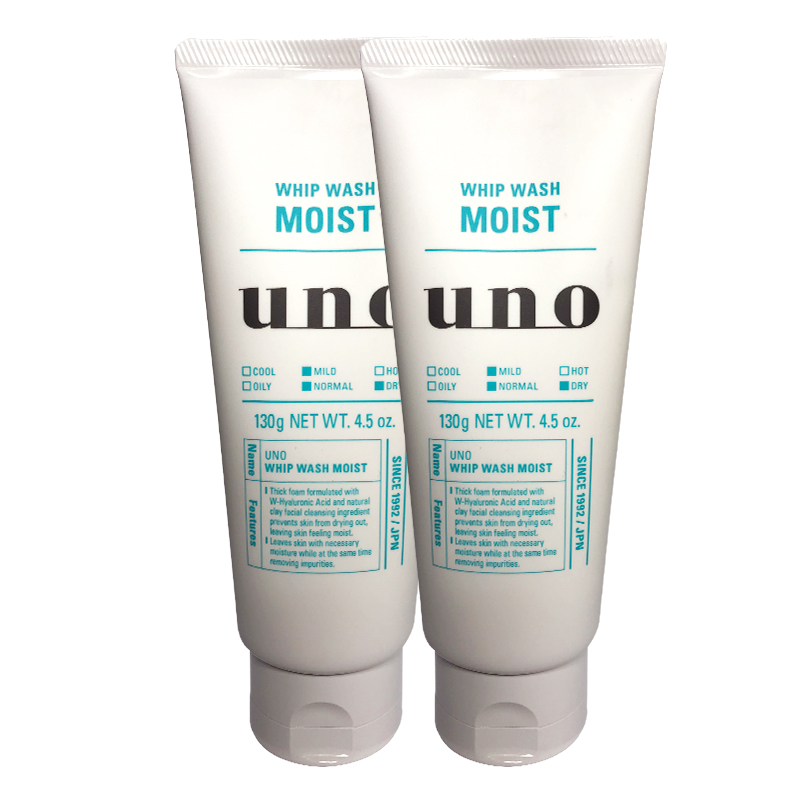 WHIP WASH
MOIST
uno
COOL MILD HO
OILY NORMAL DR
130g NET WT. 4.5 oz.
Name
UNO
WHIP WASH MOIST
Features
Thick foam formulated with
W-Hyaluronic Acid and natural
clay facial cleansing ingredient
prevents skin from drying out,
leaving skin feeling moist.
Leaves skin with necessary
moisture while at the same time
removing impurities.
SINCE 1992 / JPN
WHIP WASH
MOIST
uno
COOL MILD HOT
OILY NORMAL DRY
130g NET WT. 4.5 oz.
Name
UNO
WHIP WASH MOIST
Features
Thick foam formulated with
W-Hyaluronic Acid and natural
clay facial cleansing ingredient
prevents skin from drying out,
leaving skin feeling moist.
Leaves skin with necessary
moisture while at the same time
removing impurities.
SINCE 1992 / JPN